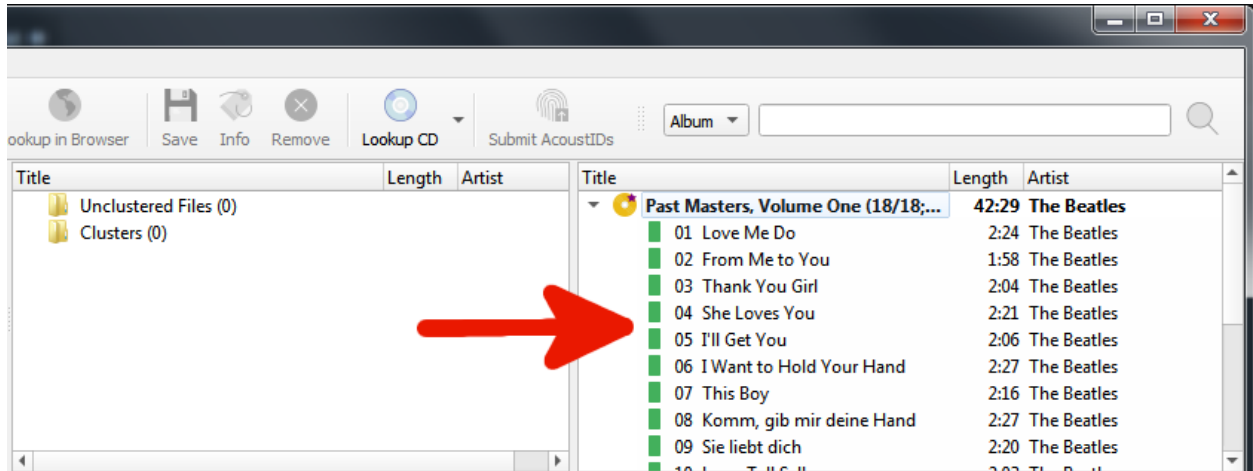 ookup in Browser Save Info Remove Lookup CD Submit AcoustIDs Album
Title Length Artist
Unclustered Files (0)
Clusters (0)
Title Length Artist
Past Masters, Volume One (18/18;... 42:29 The Beatles
01 Love Me Do 2:24 The Beatles
02 From Me to You 1:58 The Beatles
03 Thank You Girl 2:04 The Beatles
04 She Loves You 2:21 The Beatles
05 I'll Get You 2:06 The Beatles
06 I Want to Hold Your Hand 2:27 The Beatles
07 This Boy 2:16 The Beatles
08 Komm, gib mir deine Hand 2:27 The Beatles
09 Sie liebt dich 2:20 The Beatles